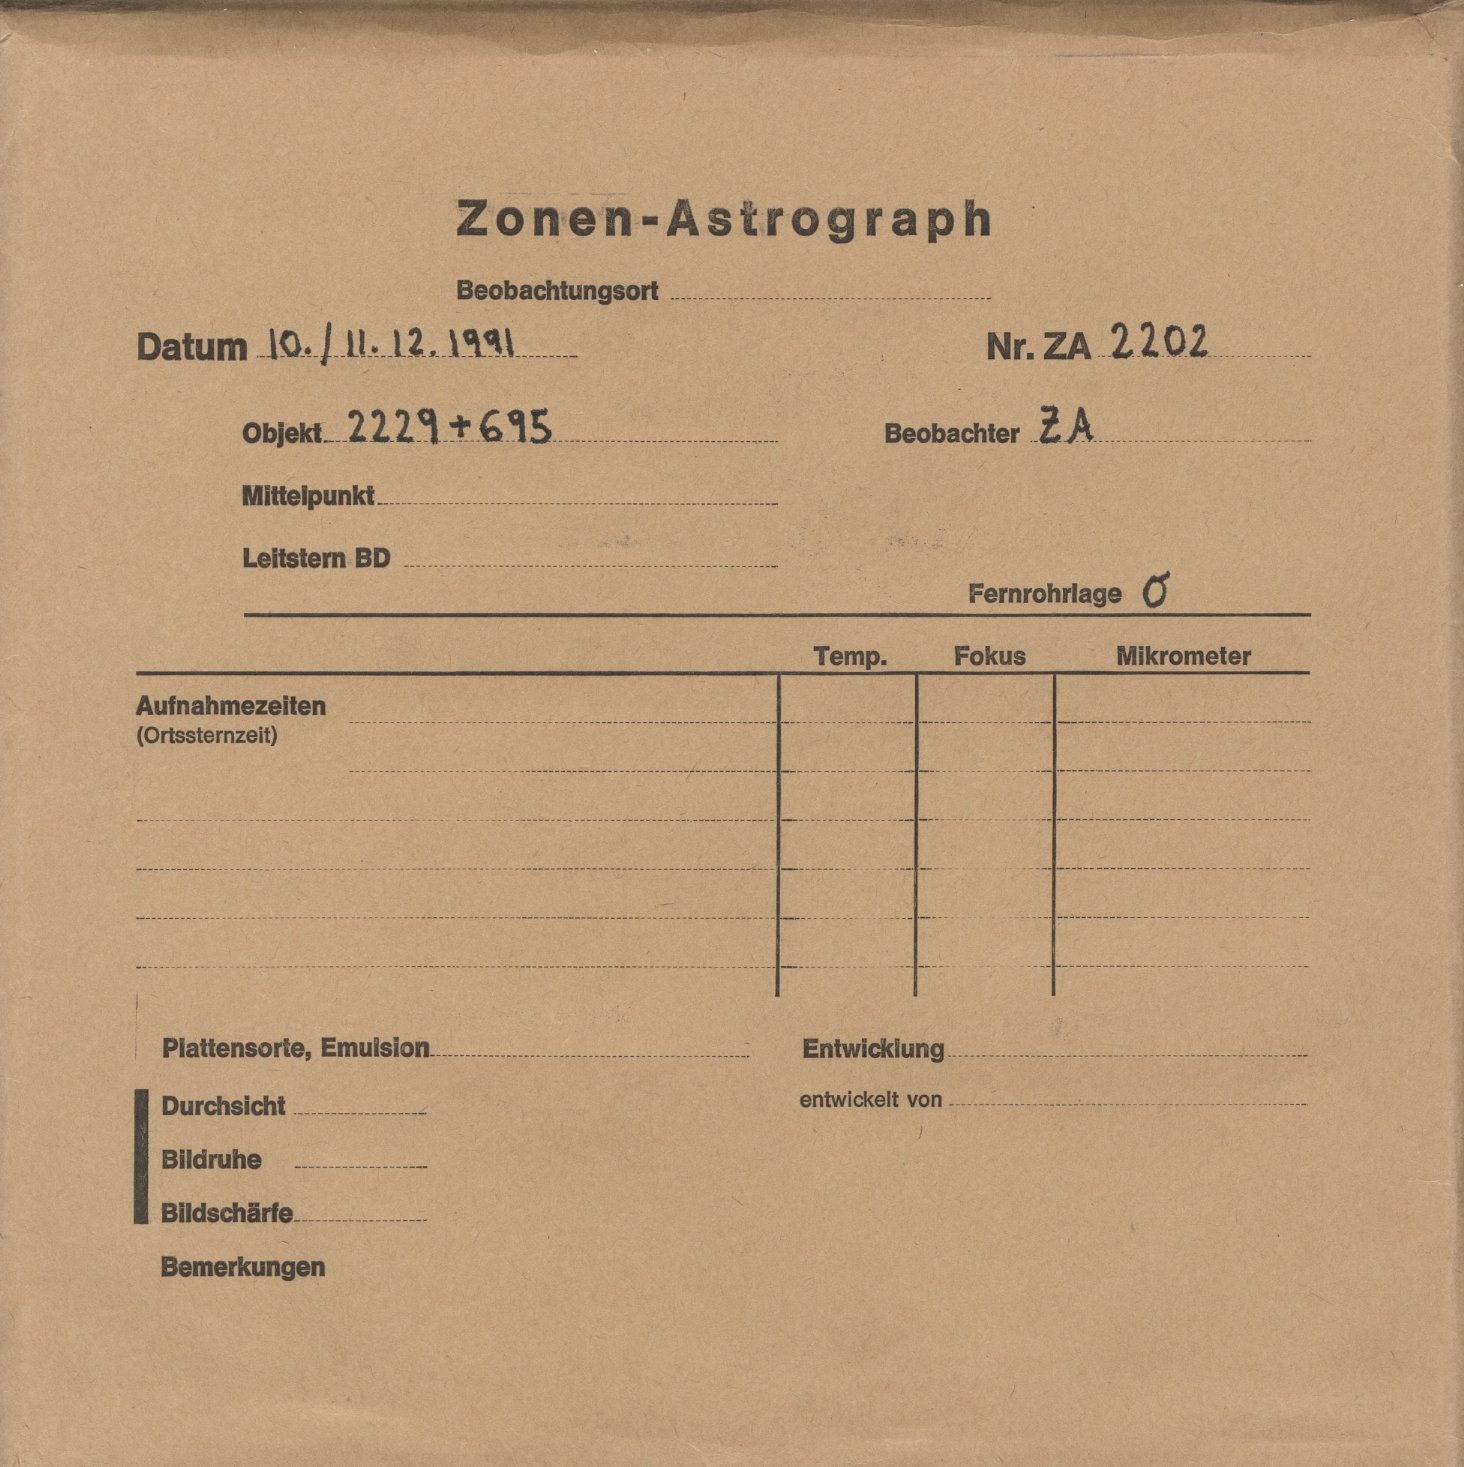 Zonen-Astrograph
Beobachtungsort
Datum 10./11.12.1991 Nr. ZA 2202
Objekt 2229+695 Beobachter ZA
Mittelpunkt
Leitstern BD
Fernrohrlage O
Temp. Fokus Mikrometer
Aufnahmezeiten
(Ortssternzeit)
Plattensorte, Emulsion Entwicklung
Durchsicht entwickelt von
Bildruhe
Bildschärfe
Bemerkungen